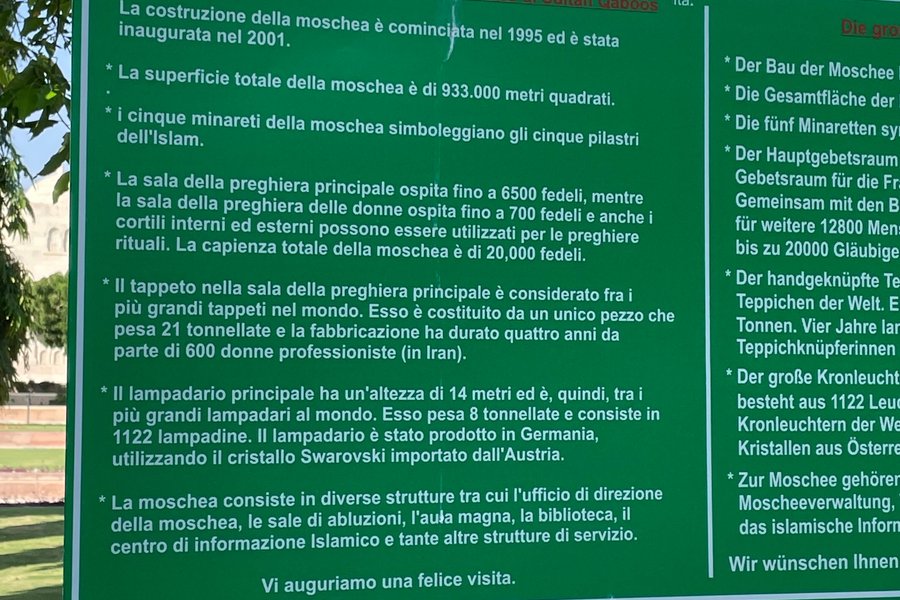 Sultan Qaboos
La costruzione della moschea è cominciata nel 1995 ed è stata
inaugurata nel 2001.
* La superficie totale della moschea è di 933.000 metri quadrati.
.
* i cinque minareti della moschea simboleggiano gli cinque pilastri
dell'Islam.
* La sala della preghiera principale ospita fino a 6500 fedeli, mentre
la sala della preghiera delle donne ospita fino a 700 fedeli e anche i
cortili interni ed esterni possono essere utilizzati per le preghiere
rituali. La capienza totale della moschea è di 20,000 fedeli.
* Il tappeto nella sala della preghiera principale è considerato fra i
più grandi tappeti nel mondo. Esso è costituito da un unico pezzo che
pesa 21 tonnellate e la fabbricazione ha durato quattro anni da
parte di 600 donne professioniste (in Iran).
* Il lampadario principale ha un'altezza di 14 metri ed è, quindi, tra i
più grandi lampadari al mondo. Esso pesa 8 tonnellate e consiste in
1122 lampadine. Il lampadario è stato prodotto in Germania,
utilizzando il cristallo Swarovski importato dall'Austria.
* La moschea consiste in diverse strutture tra cui l'ufficio di direzione
della moschea, le sale di abluzioni, l'aula magna, la biblioteca, il
centro di informazione Islamico e tante altre strutture di servizio.
Vi auguriamo una felice visita.
Die gro
* Der Bau der Moschee
* Die Gesamtfläche der
* Die fünf Minaretten sy
* Der Hauptgebetsraum
Gebetsraum für die Fr
Gemeinsam mit den B
für weitere 12800 Mens
bis zu 20000 Gläubige
* Der handgeknüpfte Te
Teppichen der Welt. E
Tonnen. Vier Jahre lan
Teppichknüpferinnen
* Der große Kronleucht
besteht aus 1122 Leuc
Kronleuchtern der We
Kristallen aus Österre
* Zur Moschee gehören
Moscheeverwaltung,
das islamische Inform
Wir wünschen Ihnen